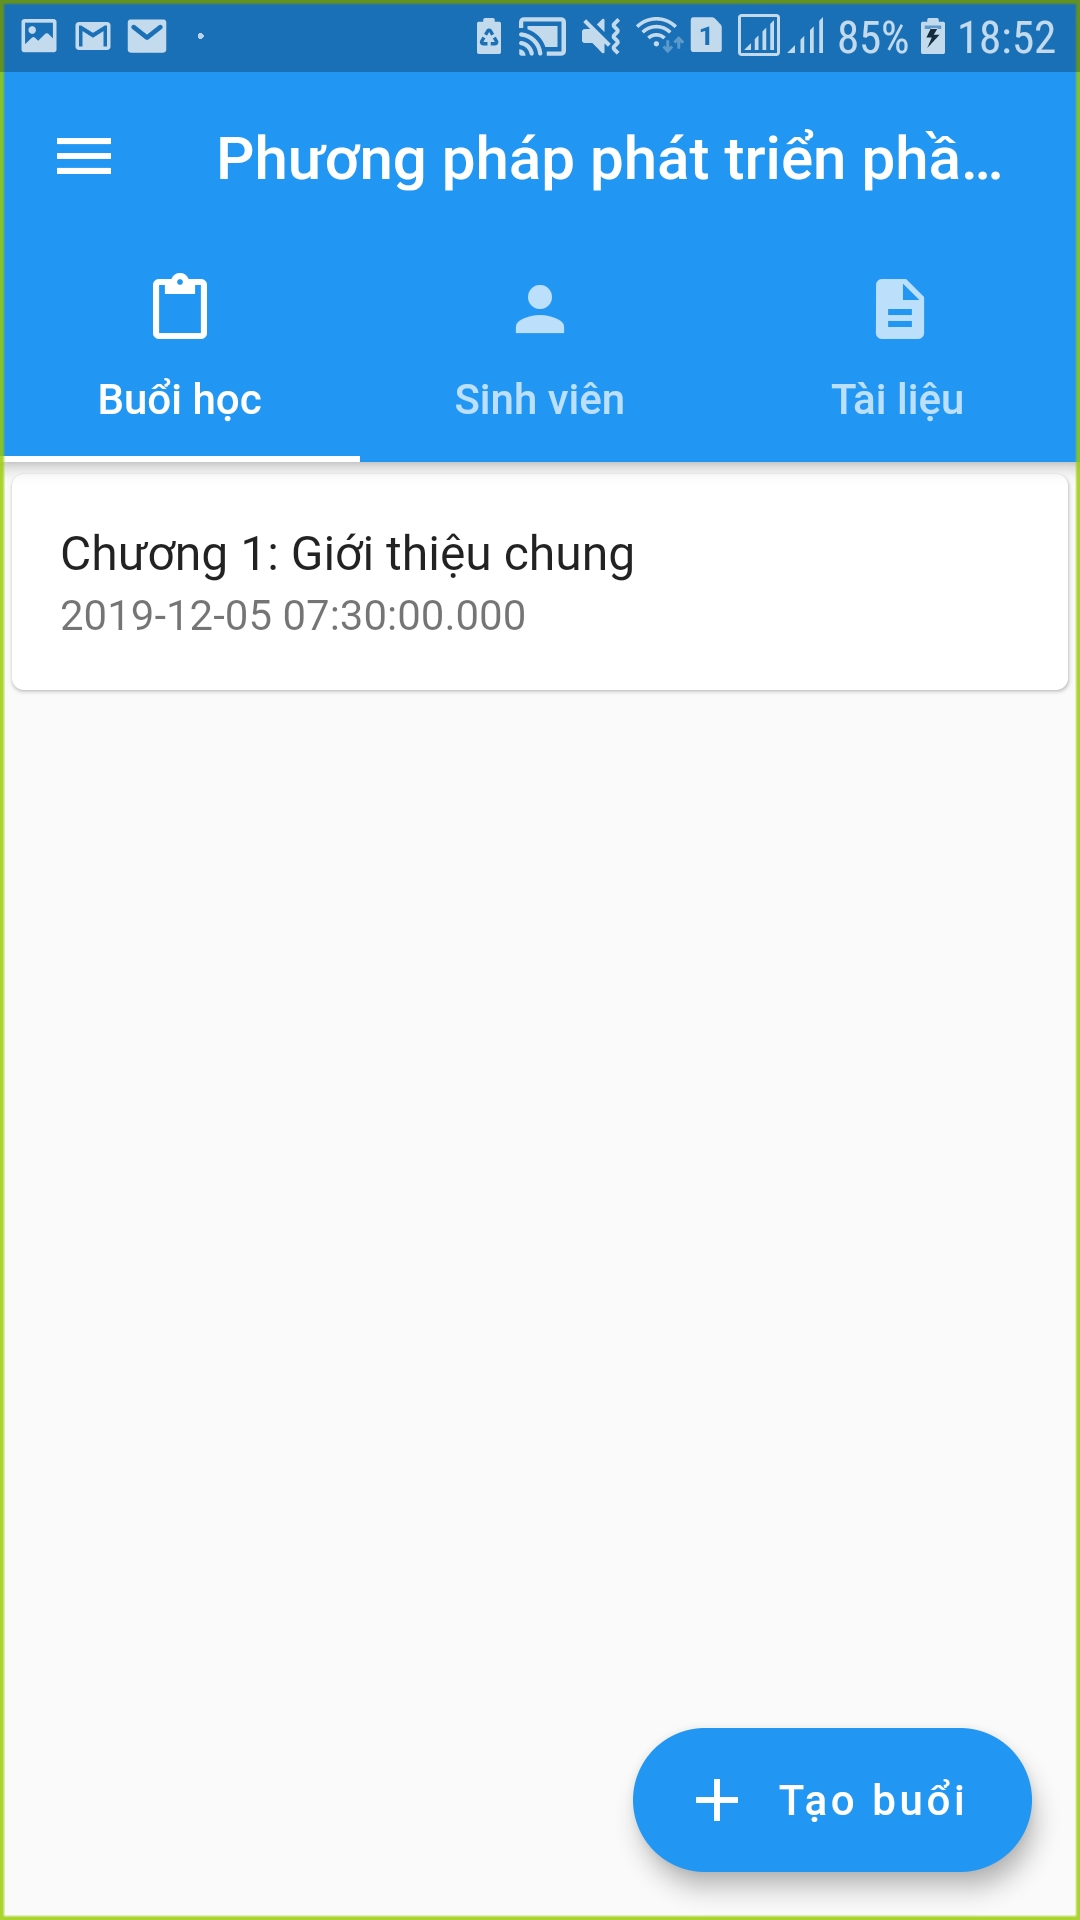 1 85% 18:52
Phương pháp phát triển phầ...
Buổi học Sinh viên Tài liệu
Chương 1: Giới thiệu chung
2019-12-05 07:30:00.000
Tạo buổi